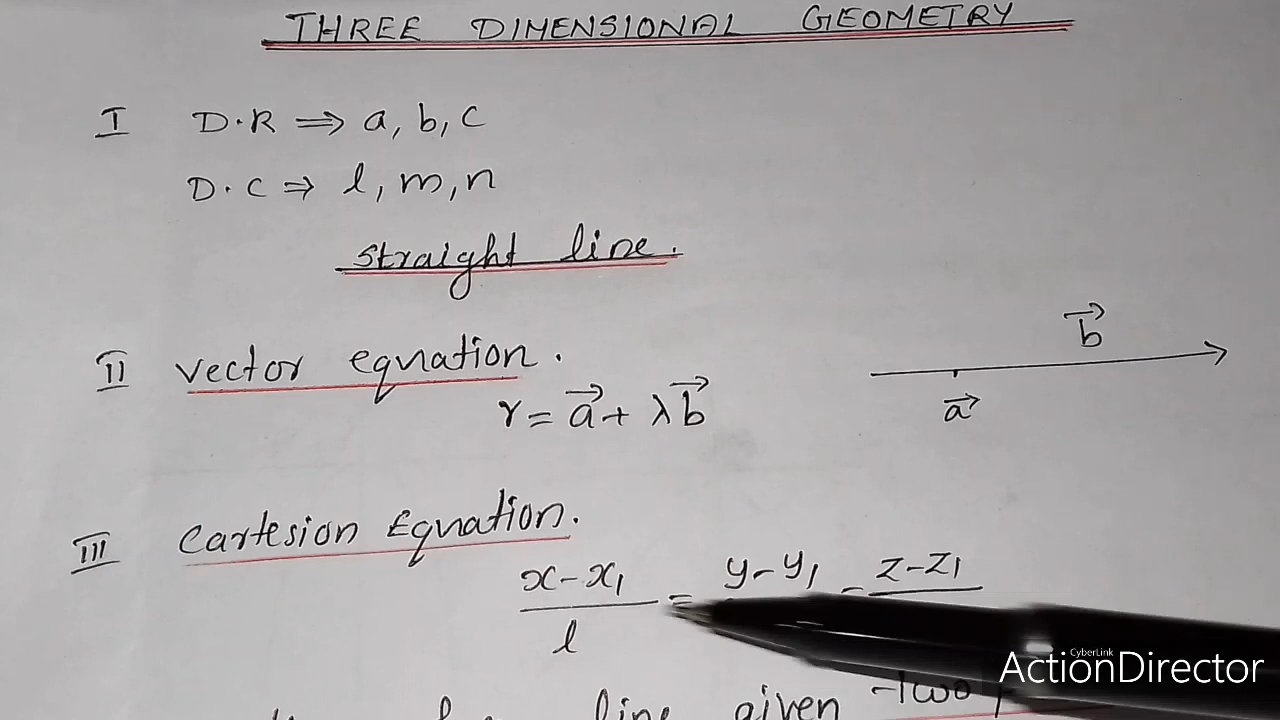 THREE DIMENSIONAL GEOMETRY
I D.R ⇒ a, b, c
D.C ⇒ l, m, n
straight line.
II vector equation.
b⃗
r = a⃗ + λb⃗
a⃗
III Cartesion Equation.
x-x₁ / l = y-y₁ = z-z₁
line given two
CyberLink
ActionDirector